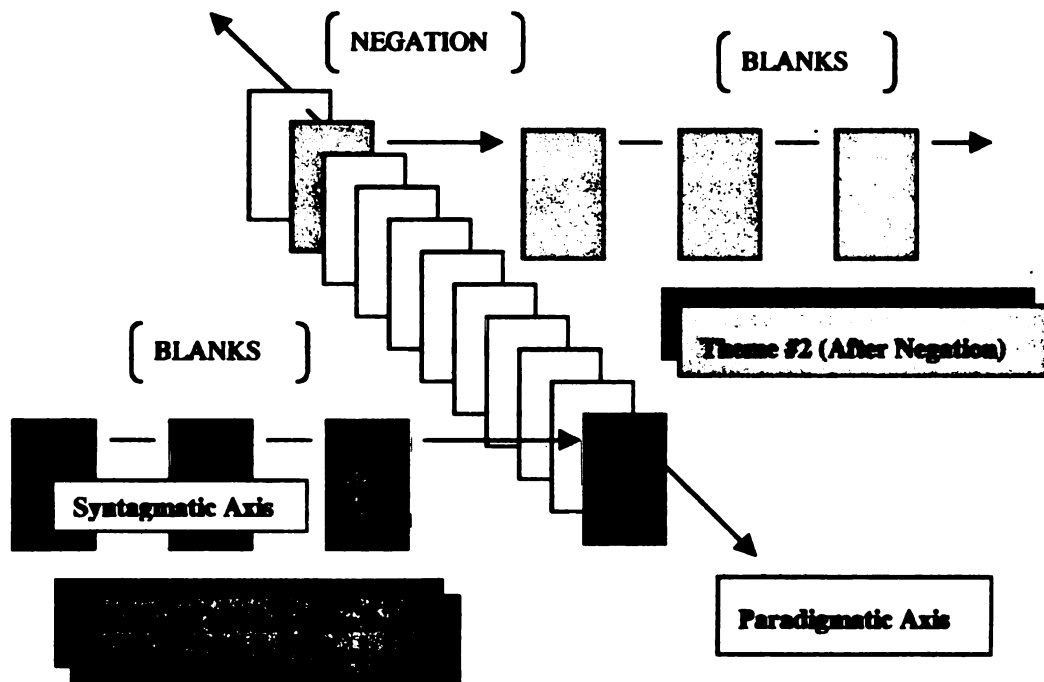 NEGATION
BLANKS
Theme #2 (After Negation)
BLANKS
Syntagmatic Axis
Paradigmatic Axis